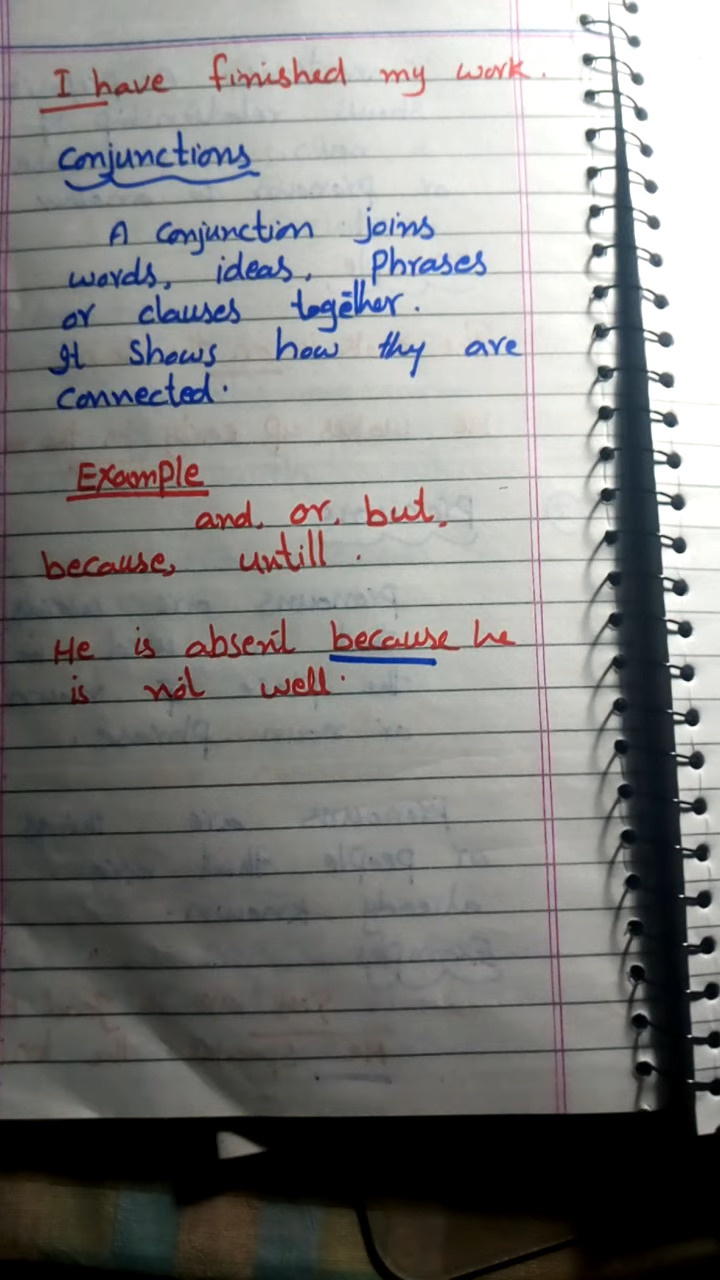 I have finished my work.
Conjunctions
A Conjunction joins
words, ideas, Phrases
or clauses together.
It shows how thy are
connected.
Example
and, or, but,
because, untill.
He is absent because he
is not well.